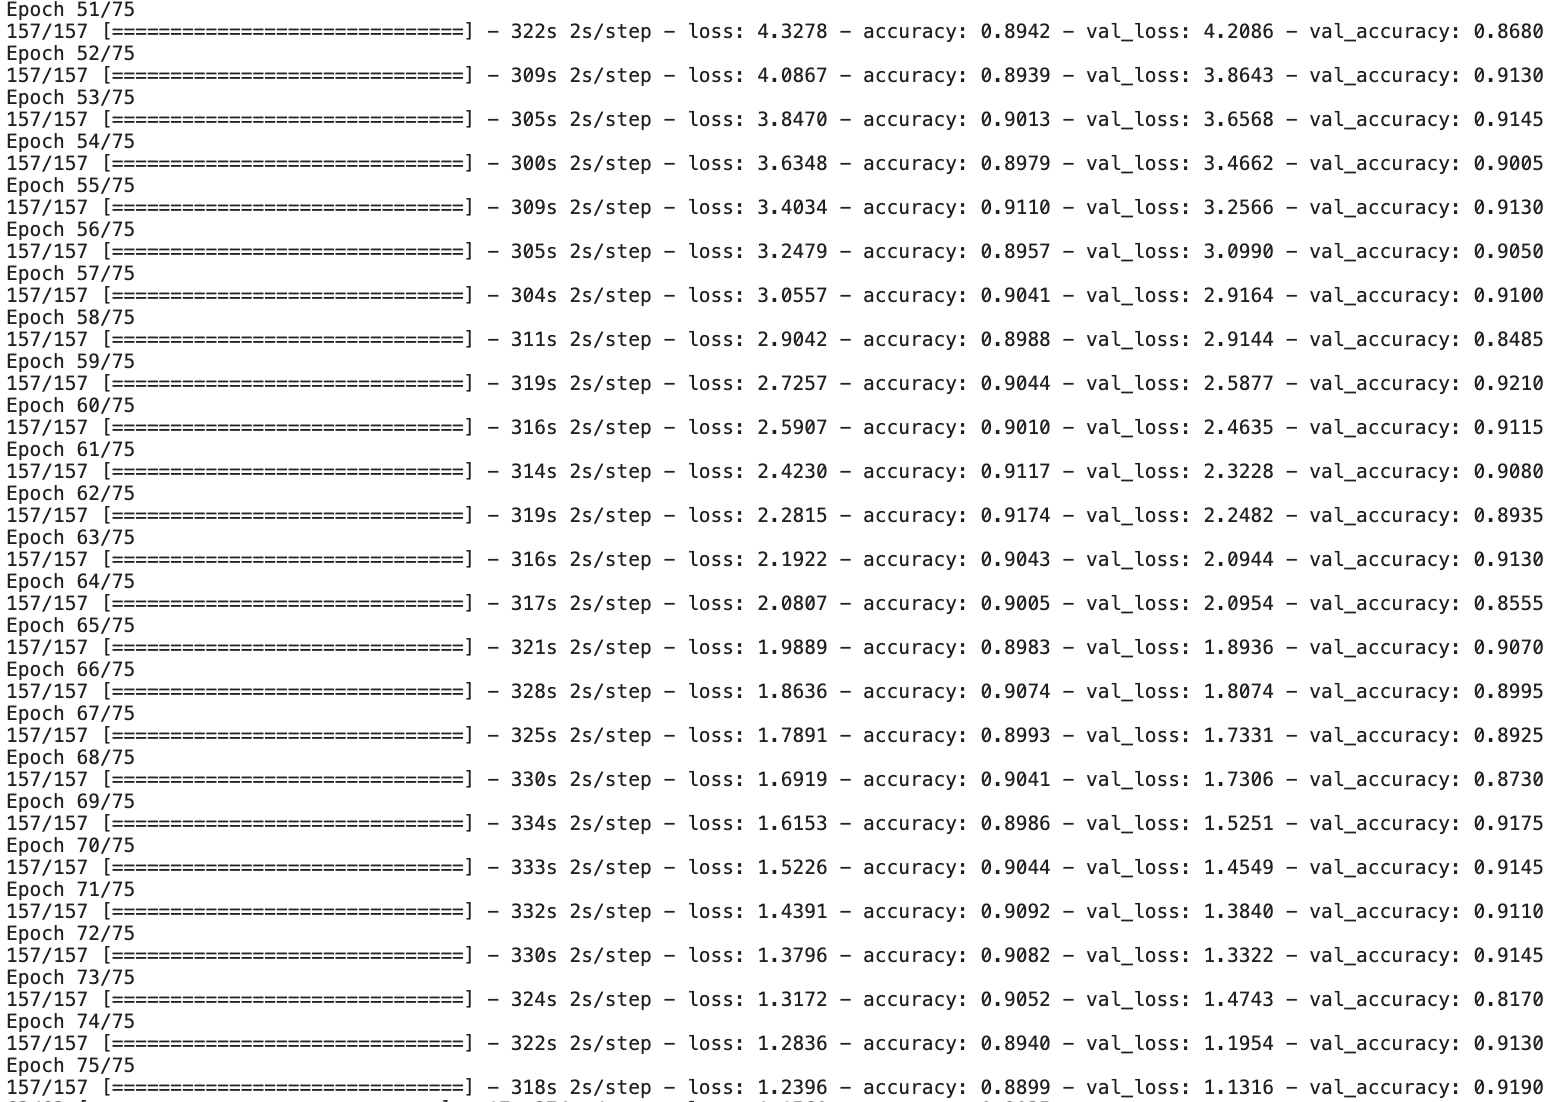 Epoch 51/75
157/157 [==============================] - 322s 2s/step - loss: 4.3278 - accuracy: 0.8942 - val_loss: 4.2086 - val_accuracy: 0.8680
Epoch 52/75
157/157 [==============================] - 309s 2s/step - loss: 4.0867 - accuracy: 0.8939 - val_loss: 3.8643 - val_accuracy: 0.9130
Epoch 53/75
157/157 [==============================] - 305s 2s/step - loss: 3.8470 - accuracy: 0.9013 - val_loss: 3.6568 - val_accuracy: 0.9145
Epoch 54/75
157/157 [==============================] - 300s 2s/step - loss: 3.6348 - accuracy: 0.8979 - val_loss: 3.4662 - val_accuracy: 0.9005
Epoch 55/75
157/157 [==============================] - 309s 2s/step - loss: 3.4034 - accuracy: 0.9110 - val_loss: 3.2566 - val_accuracy: 0.9130
Epoch 56/75
157/157 [==============================] - 305s 2s/step - loss: 3.2479 - accuracy: 0.8957 - val_loss: 3.0990 - val_accuracy: 0.9050
Epoch 57/75
157/157 [==============================] - 304s 2s/step - loss: 3.0557 - accuracy: 0.9041 - val_loss: 2.9164 - val_accuracy: 0.9100
Epoch 58/75
157/157 [==============================] - 311s 2s/step - loss: 2.9042 - accuracy: 0.8988 - val_loss: 2.9144 - val_accuracy: 0.8485
Epoch 59/75
157/157 [==============================] - 319s 2s/step - loss: 2.7257 - accuracy: 0.9044 - val_loss: 2.5877 - val_accuracy: 0.9210
Epoch 60/75
157/157 [==============================] - 316s 2s/step - loss: 2.5907 - accuracy: 0.9010 - val_loss: 2.4635 - val_accuracy: 0.9115
Epoch 61/75
157/157 [==============================] - 314s 2s/step - loss: 2.4230 - accuracy: 0.9117 - val_loss: 2.3228 - val_accuracy: 0.9080
Epoch 62/75
157/157 [==============================] - 319s 2s/step - loss: 2.2815 - accuracy: 0.9174 - val_loss: 2.2482 - val_accuracy: 0.8935
Epoch 63/75
157/157 [==============================] - 316s 2s/step - loss: 2.1922 - accuracy: 0.9043 - val_loss: 2.0944 - val_accuracy: 0.9130
Epoch 64/75
157/157 [==============================] - 317s 2s/step - loss: 2.0807 - accuracy: 0.9005 - val_loss: 2.0954 - val_accuracy: 0.8555
Epoch 65/75
157/157 [==============================] - 321s 2s/step - loss: 1.9889 - accuracy: 0.8983 - val_loss: 1.8936 - val_accuracy: 0.9070
Epoch 66/75
157/157 [==============================] - 328s 2s/step - loss: 1.8636 - accuracy: 0.9074 - val_loss: 1.8074 - val_accuracy: 0.8995
Epoch 67/75
157/157 [==============================] - 325s 2s/step - loss: 1.7891 - accuracy: 0.8993 - val_loss: 1.7331 - val_accuracy: 0.8925
Epoch 68/75
157/157 [==============================] - 330s 2s/step - loss: 1.6919 - accuracy: 0.9041 - val_loss: 1.7306 - val_accuracy: 0.8730
Epoch 69/75
157/157 [==============================] - 334s 2s/step - loss: 1.6153 - accuracy: 0.8986 - val_loss: 1.5251 - val_accuracy: 0.9175
Epoch 70/75
157/157 [==============================] - 333s 2s/step - loss: 1.5226 - accuracy: 0.9044 - val_loss: 1.4549 - val_accuracy: 0.9145
Epoch 71/75
157/157 [==============================] - 332s 2s/step - loss: 1.4391 - accuracy: 0.9092 - val_loss: 1.3840 - val_accuracy: 0.9110
Epoch 72/75
157/157 [==============================] - 330s 2s/step - loss: 1.3796 - accuracy: 0.9082 - val_loss: 1.3322 - val_accuracy: 0.9145
Epoch 73/75
157/157 [==============================] - 324s 2s/step - loss: 1.3172 - accuracy: 0.9052 - val_loss: 1.4743 - val_accuracy: 0.8170
Epoch 74/75
157/157 [==============================] - 322s 2s/step - loss: 1.2836 - accuracy: 0.8940 - val_loss: 1.1954 - val_accuracy: 0.9130
Epoch 75/75
157/157 [==============================] - 318s 2s/step - loss: 1.2396 - accuracy: 0.8899 - val_loss: 1.1316 - val_accuracy: 0.9190